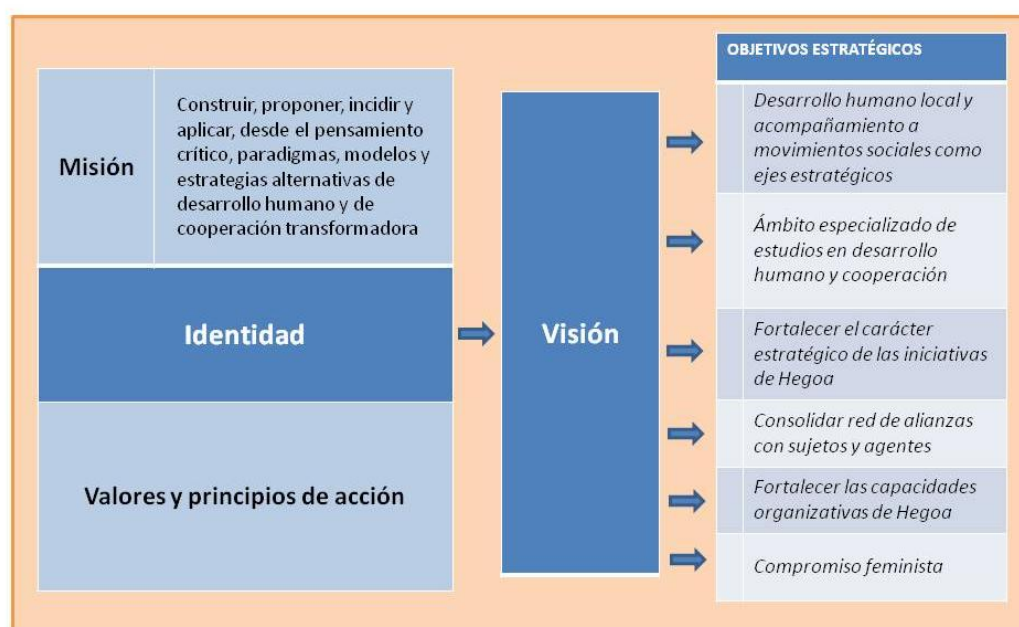 Misión
Construir, proponer, incidir y
aplicar, desde el pensamiento
crítico, paradigmas, modelos y
estrategias alternativas de
desarrollo humano y de
cooperación transformadora
Identidad
Valores y principios de acción
Visión
OBJETIVOS ESTRATÉGICOS
Desarrollo humano local y
acompañamiento a
movimientos sociales como
ejes estratégicos
Ámbito especializado de
estudios en desarrollo
humano y cooperación
Fortalecer el carácter
estratégico de las iniciativas
de Hegoa
Consolidar red de alianzas
con sujetos y agentes
Fortalecer las capacidades
organizativas de Hegoa
Compromiso feminista